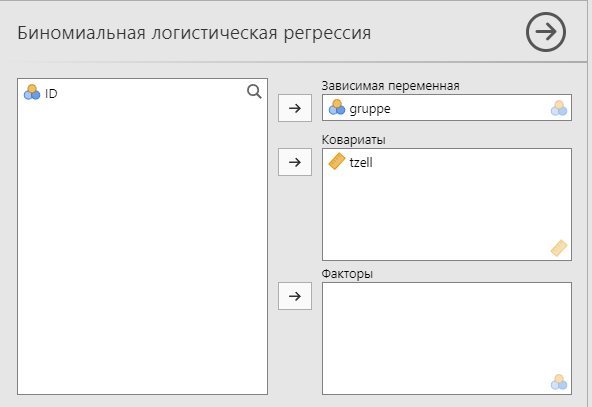 Биномиальная логистическая регрессия
ID
Зависимая переменная
gruppe
Ковариаты
tzell
Факторы